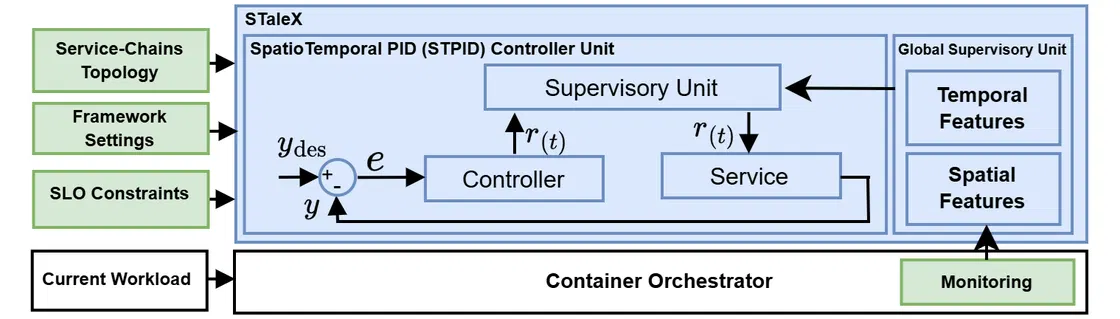 STaleX
Service-Chains
Topology
Framework
Settings
SLO Constraints
Current Workload
SpatioTemporal PID (STPID) Controller Unit
Supervisory Unit
r(t)
r(t)
y_des
+
-
e
y
Controller
Service
Global Supervisory Unit
Temporal
Features
Spatial
Features
Container Orchestrator
Monitoring